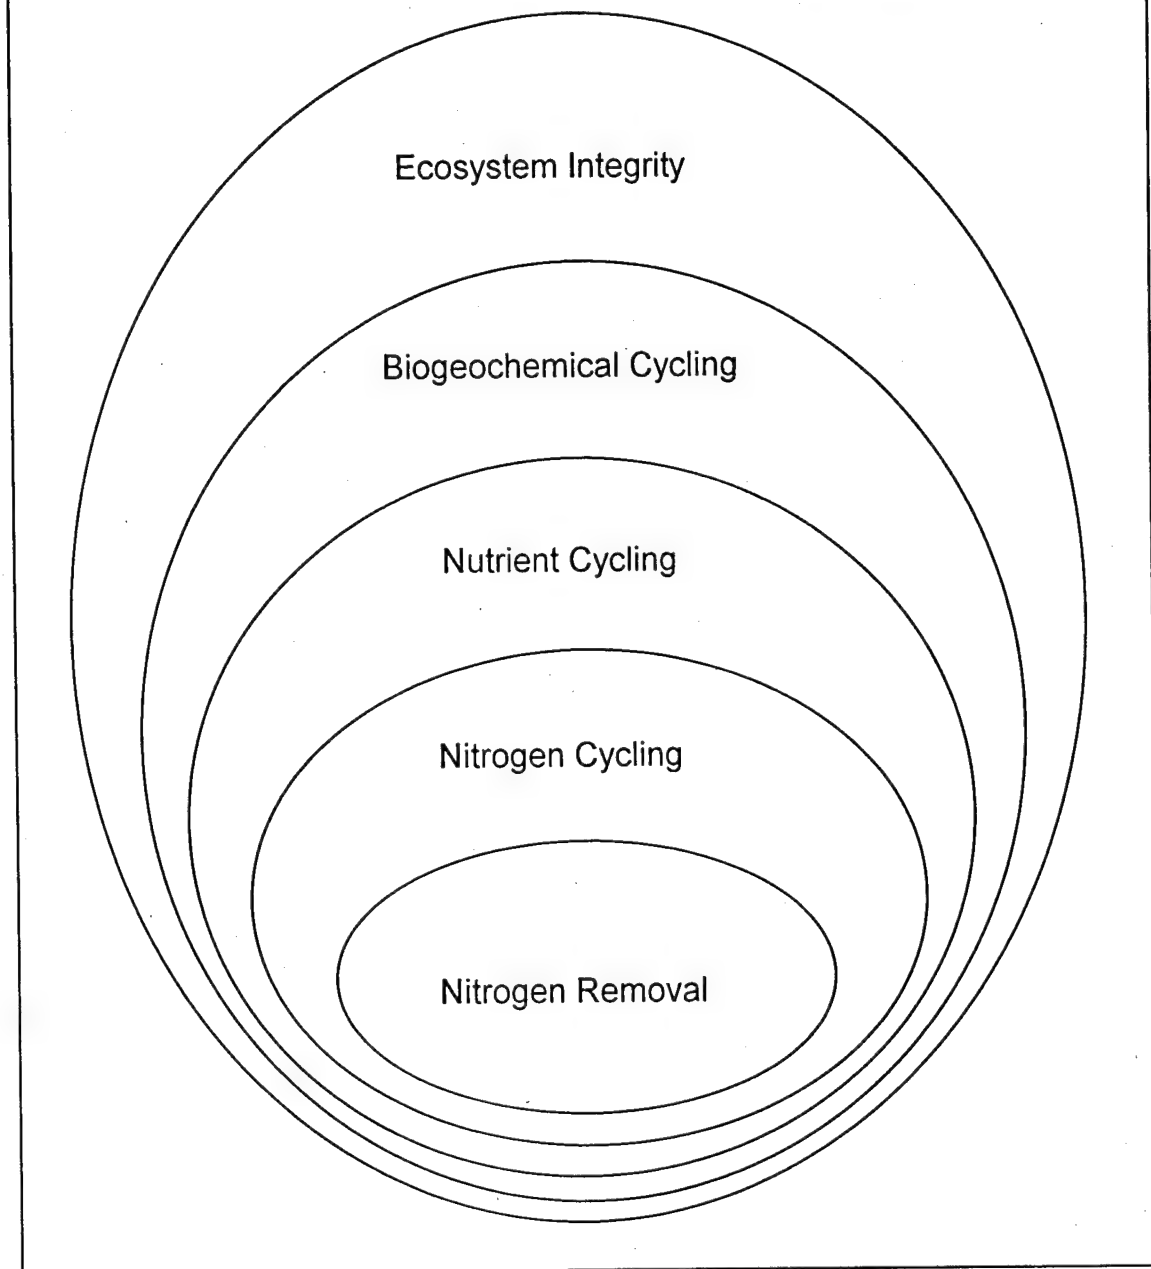 Ecosystem Integrity
Biogeochemical Cycling
Nutrient Cycling
Nitrogen Cycling
Nitrogen Removal